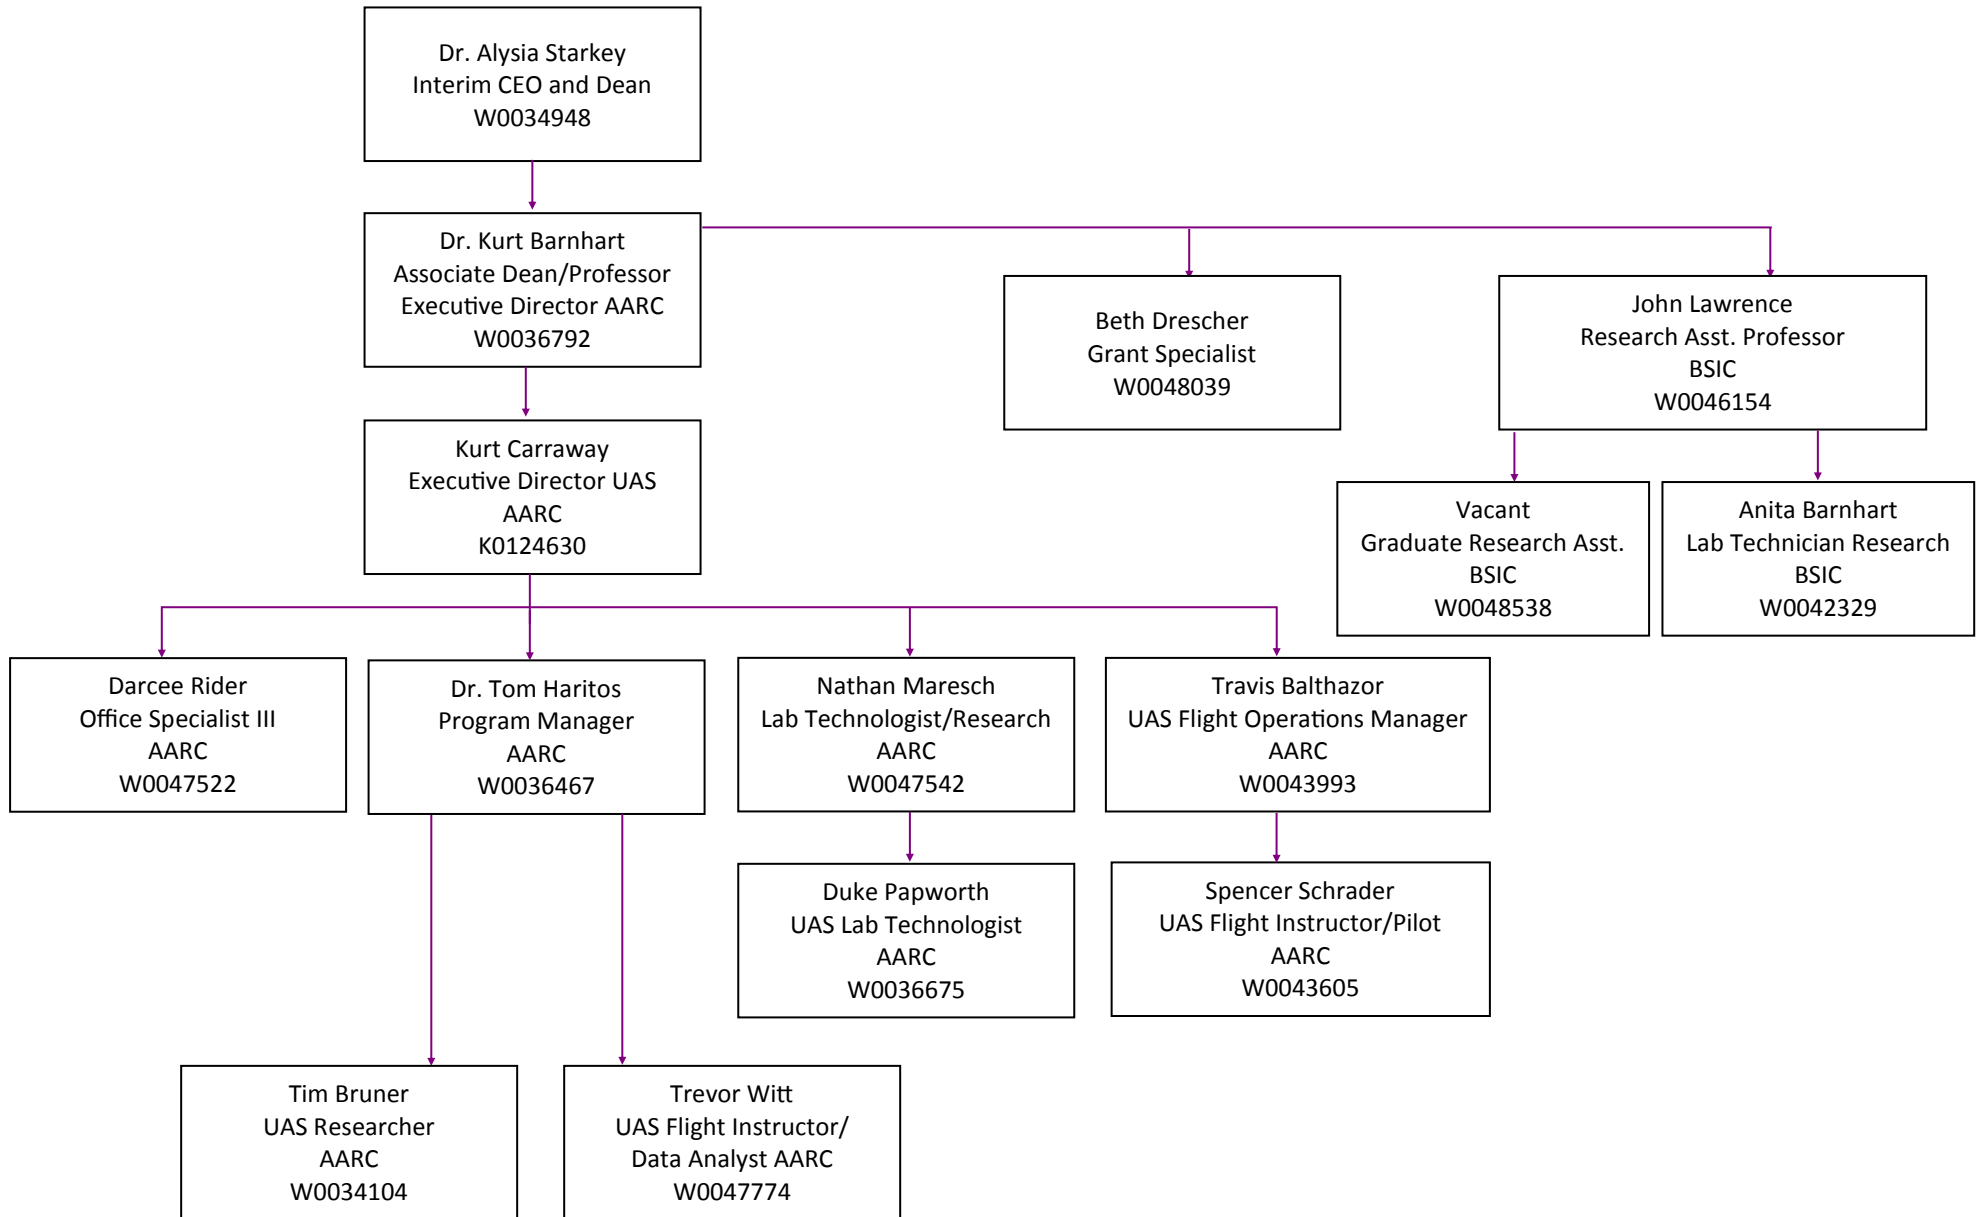 Dr. Alysia Starkey
Interim CEO and Dean
W0034948
Dr. Kurt Barnhart
Associate Dean/Professor
Executive Director AARC
W0036792
Beth Drescher
Grant Specialist
W0048039
John Lawrence
Research Asst. Professor
BSIC
W0046154
Kurt Carraway
Executive Director UAS
AARC
K0124630
Vacant
Graduate Research Asst.
BSIC
W0048538
Anita Barnhart
Lab Technician Research
BSIC
W0042329
Darcee Rider
Office Specialist III
AARC
W0047522
Dr. Tom Haritos
Program Manager
AARC
W0036467
Nathan Maresch
Lab Technologist/Research
AARC
W0047542
Travis Balthazor
UAS Flight Operations Manager
AARC
W0043993
Duke Papworth
UAS Lab Technologist
AARC
W0036675
Spencer Schrader
UAS Flight Instructor/Pilot
AARC
W0043605
Tim Bruner
UAS Researcher
AARC
W0034104
Trevor Witt
UAS Flight Instructor/
Data Analyst AARC
W0047774